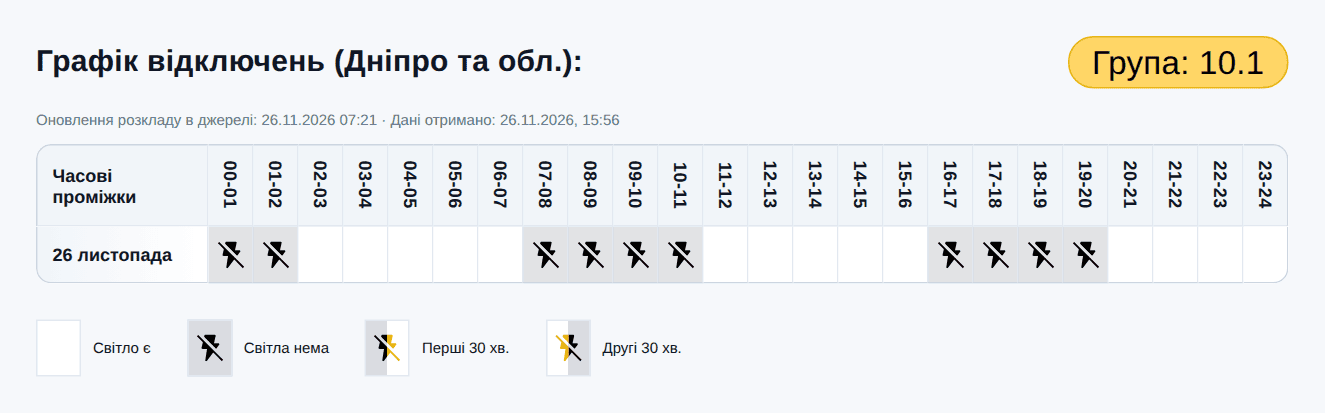 Графік відключень (Дніпро та обл.):
Група: 10.1
Оновлення розкладу в джерелі: 26.11.2026 07:21 · Дані отримано: 26.11.2026, 15:56
Часові
проміжки
00-01
01-02
02-03
03-04
04-05
05-06
06-07
07-08
08-09
09-10
10-11
11-12
12-13
13-14
14-15
15-16
16-17
17-18
18-19
19-20
20-21
21-22
22-23
23-24
26 листопада
Світло є
Світла нема
Перші 30 хв.
Другі 30 хв.